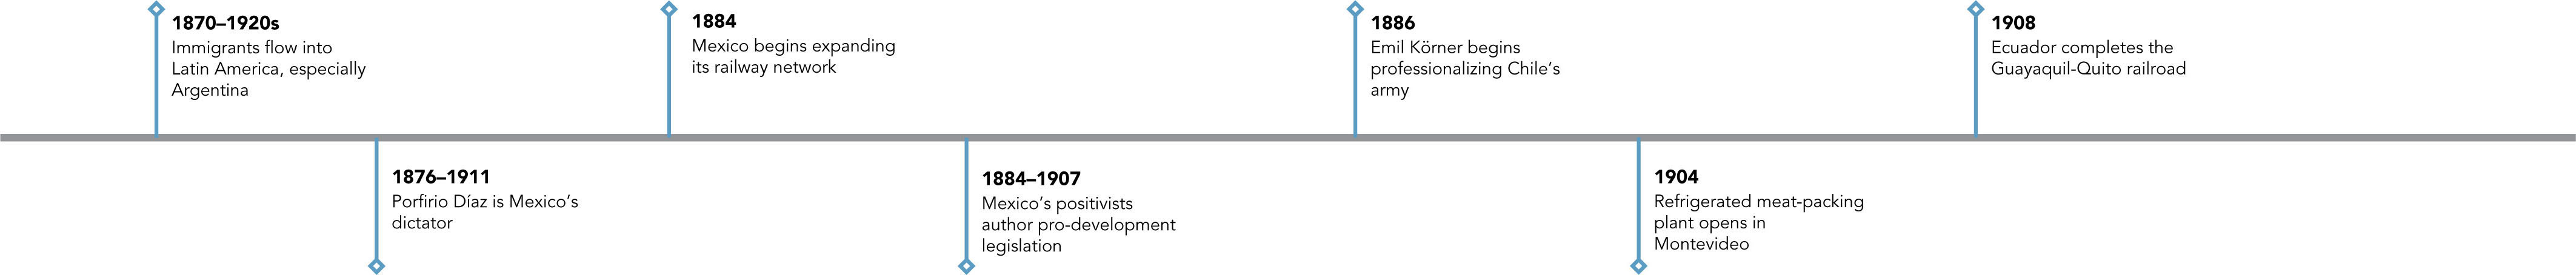 1870–1920s
Immigrants flow into
Latin America, especially
Argentina
1876–1911
Porfirio Díaz is Mexico’s
dictator
1884
Mexico begins expanding
its railway network
1884–1907
Mexico’s positivists
author pro-development
legislation
1886
Emil Körner begins
professionalizing Chile’s
army
1904
Refrigerated meat-packing
plant opens in
Montevideo
1908
Ecuador completes the
Guayaquil-Quito railroad